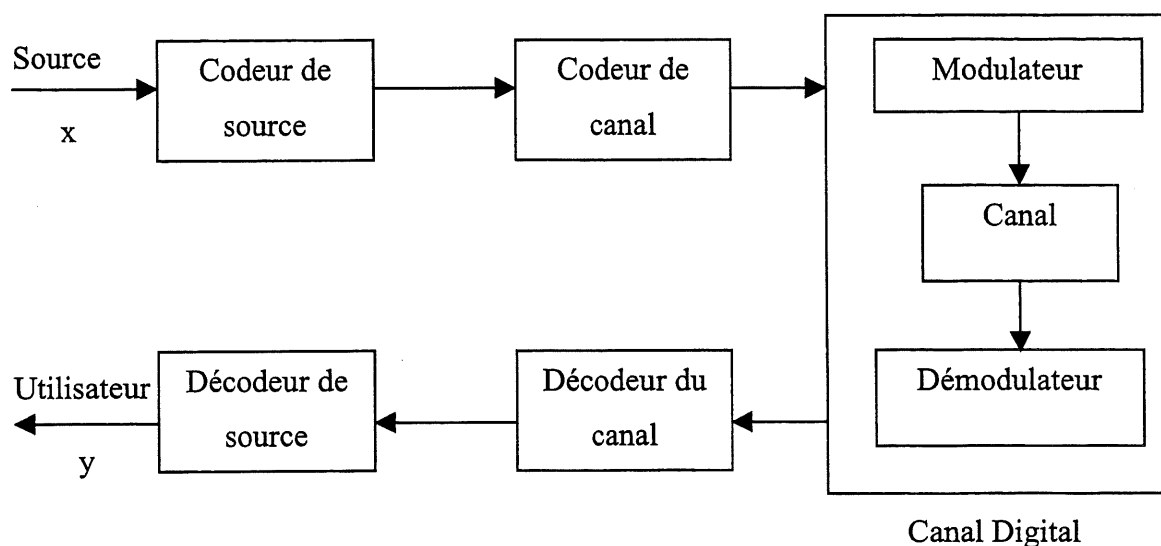 Source
x
Codeur de
source
Codeur de
canal
Modulateur
Canal
Démodulateur
Utilisateur
y
Décodeur de
source
Décodeur du
canal
Canal Digital